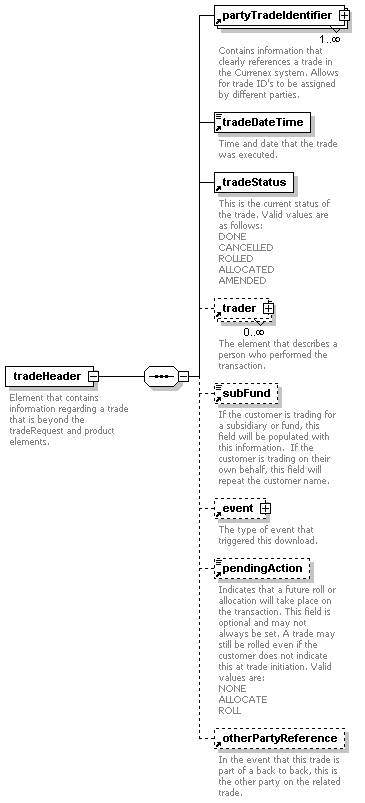 partyTradeIdentifier
1..∞
Contains information that
clearly references a trade in
the Currenex system. Allows
for trade ID's to be assigned
by different parties.
tradeDateTime
Time and date that the trade
was executed.
tradeStatus
This is the current status of
the trade. Valid values are
as follows:
DONE
CANCELLED
ROLLED
ALLOCATED
AMENDED
trader
0..∞
The element that describes a
person who performed the
transaction.
tradeHeader
Element that contains
information regarding a trade
that is beyond the
tradeRequest and product
elements.
subFund
If the customer is trading for
a subsidiary or fund, this
field will be populated with
this information.  If the
customer is trading on their
own behalf, this field will
repeat the customer name.
event
The type of event that
triggered this download.
pendingAction
Indicates that a future roll or
allocation will take place on
the transaction. This field is
optional and may not
always be set. A trade may
still be rolled even if the
customer does not indicate
this at trade initiation. Valid
values are:
NONE
ALLOCATE
ROLL
otherPartyReference
In the event that this trade is
part of a back to back, this is
the other party on the related
trade.